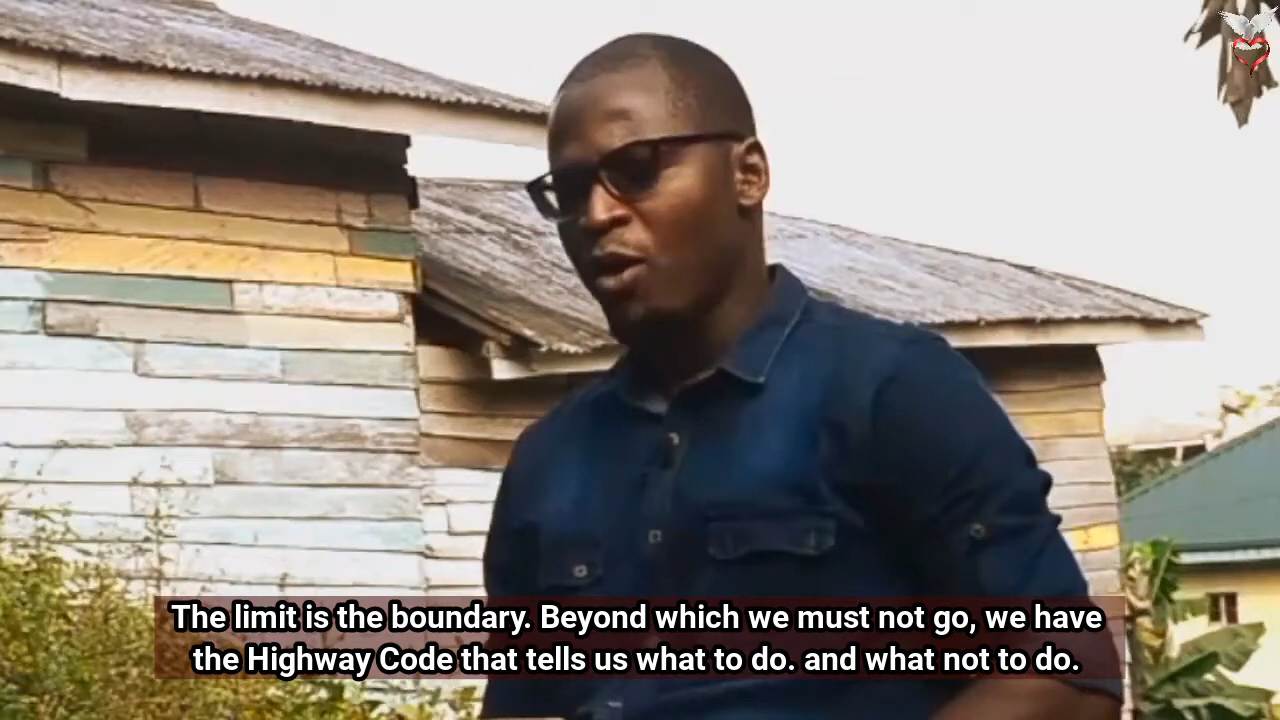 The limit is the boundary. Beyond which we must not go, we have
the Highway Code that tells us what to do. and what not to do.